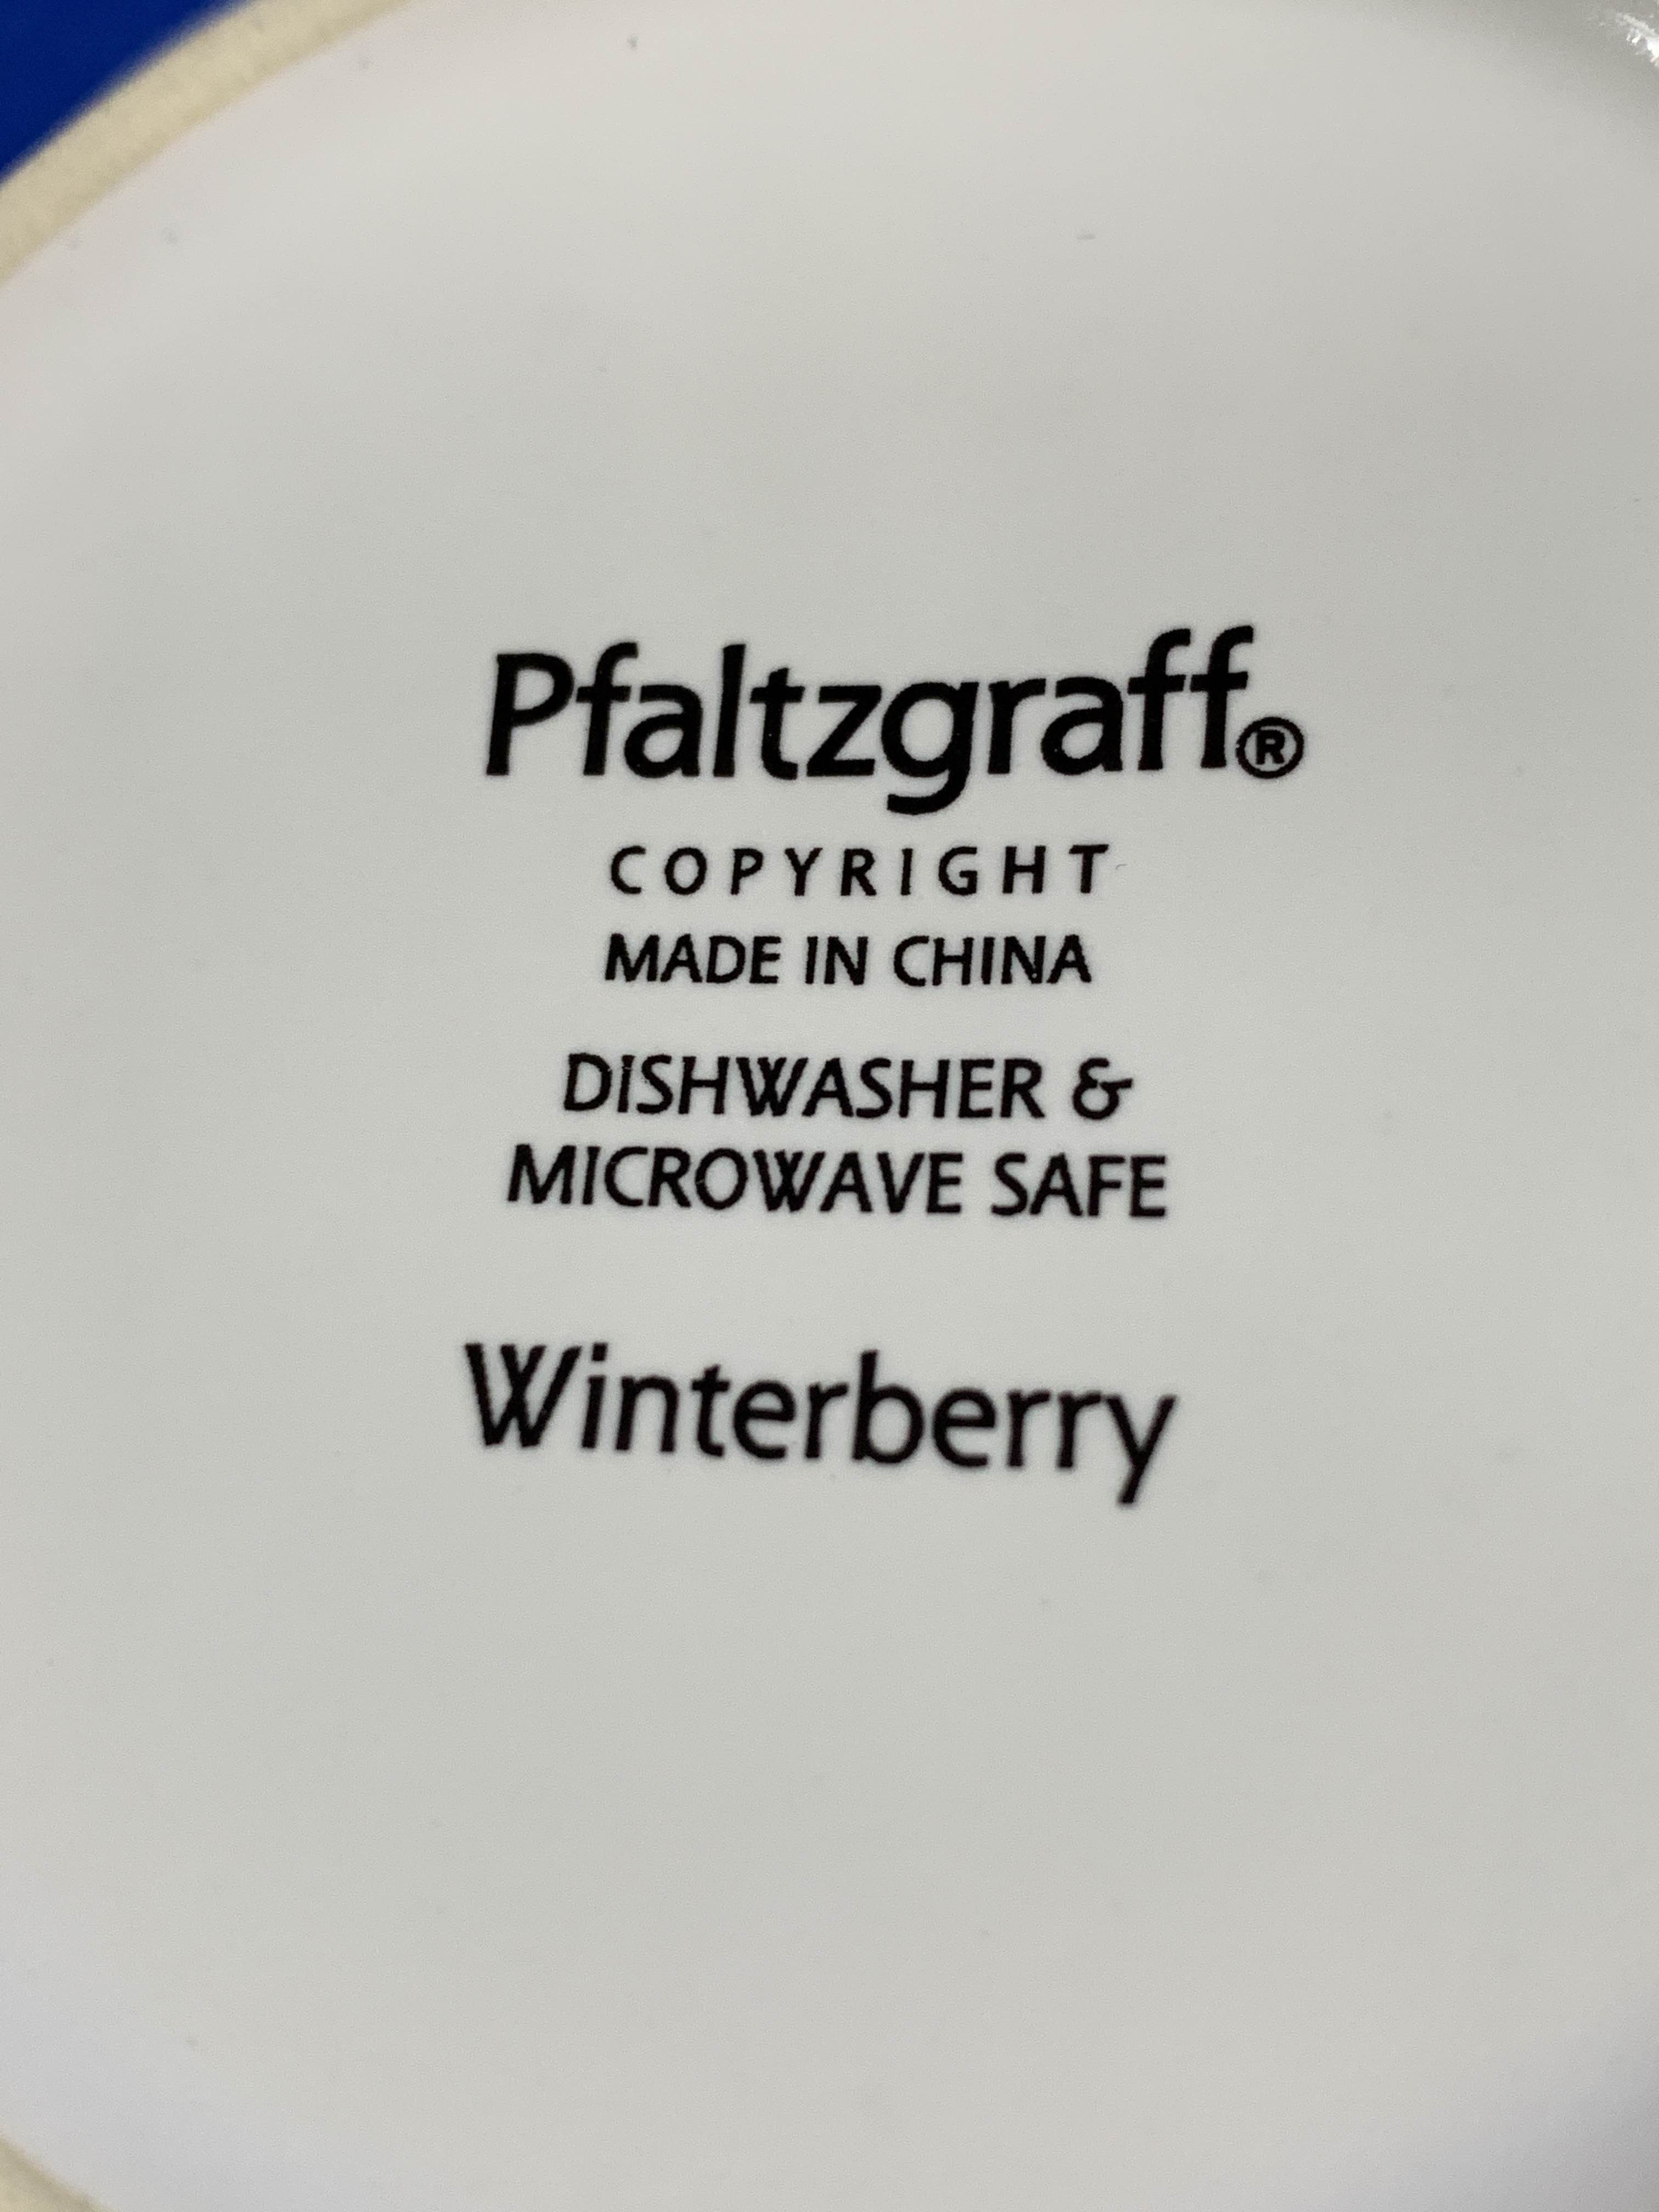 Pfaltzgraff®
COPYRIGHT
MADE IN CHINA
DISHWASHER &
MICROWAVE SAFE
Winterberry